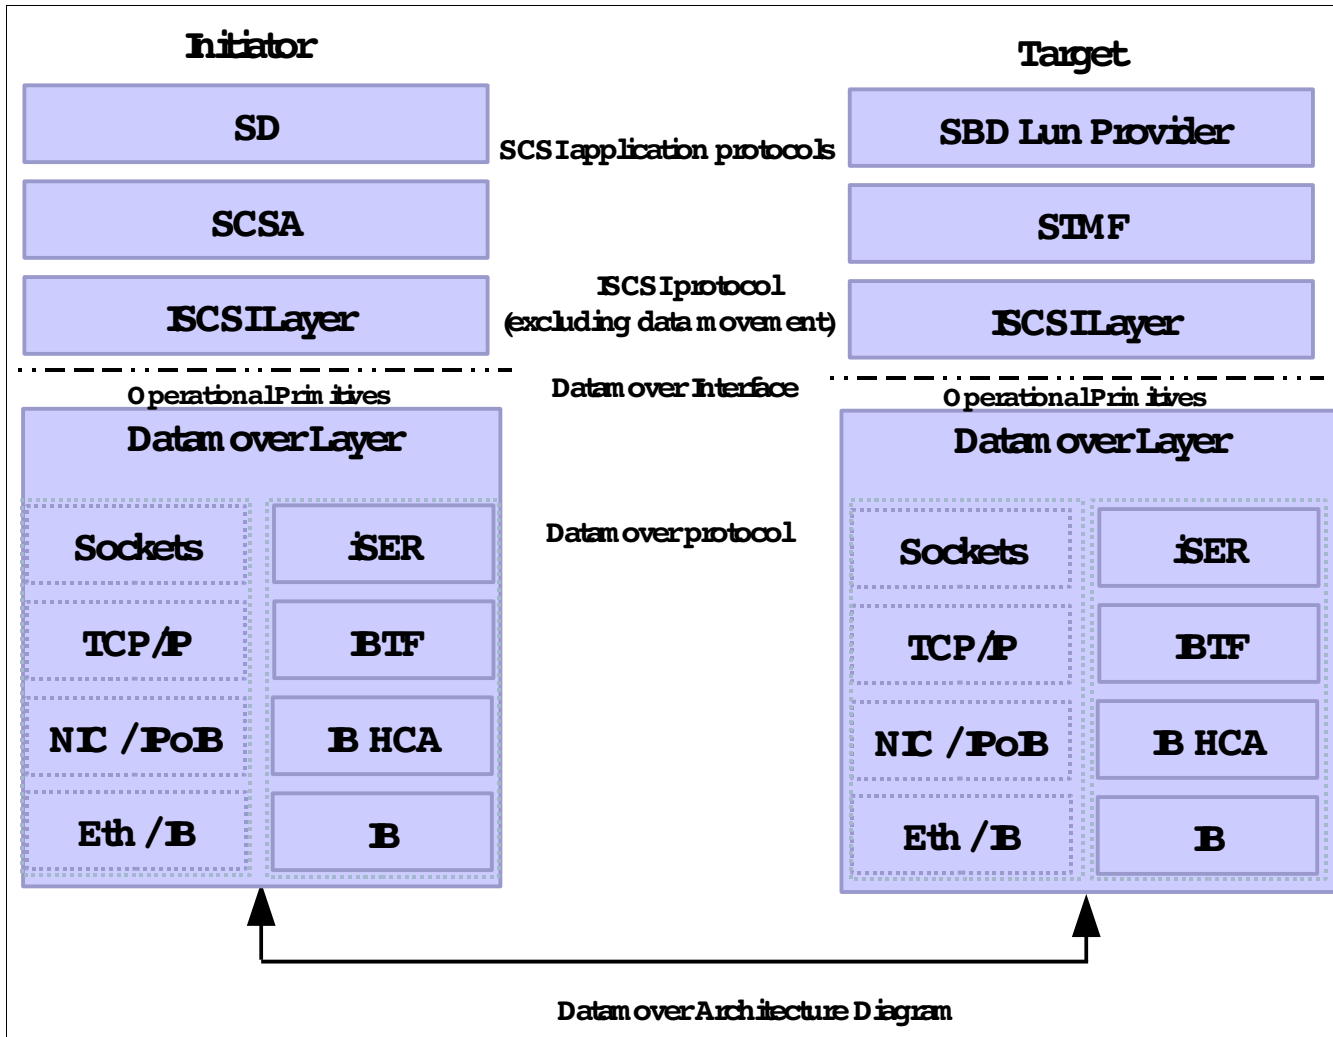 Initiator
Target
SD
SCSI application protocols
SBD Lun Provider
SCSA
STMF
ISCSI Layer
ISCSI protocol
(excluding data movement)
ISCSI Layer
Datamover Interface
Operational Primitives
Operational Primitives
Datamover Layer
Datamover Layer
Sockets
iSER
Datamover protocol
Sockets
iSER
TCP/IP
IBTF
TCP/IP
IBTF
NIC /IPoIB
IB HCA
NIC /IPoIB
IB HCA
Eth /IB
IB
Eth /IB
IB
Datamover Architecture Diagram